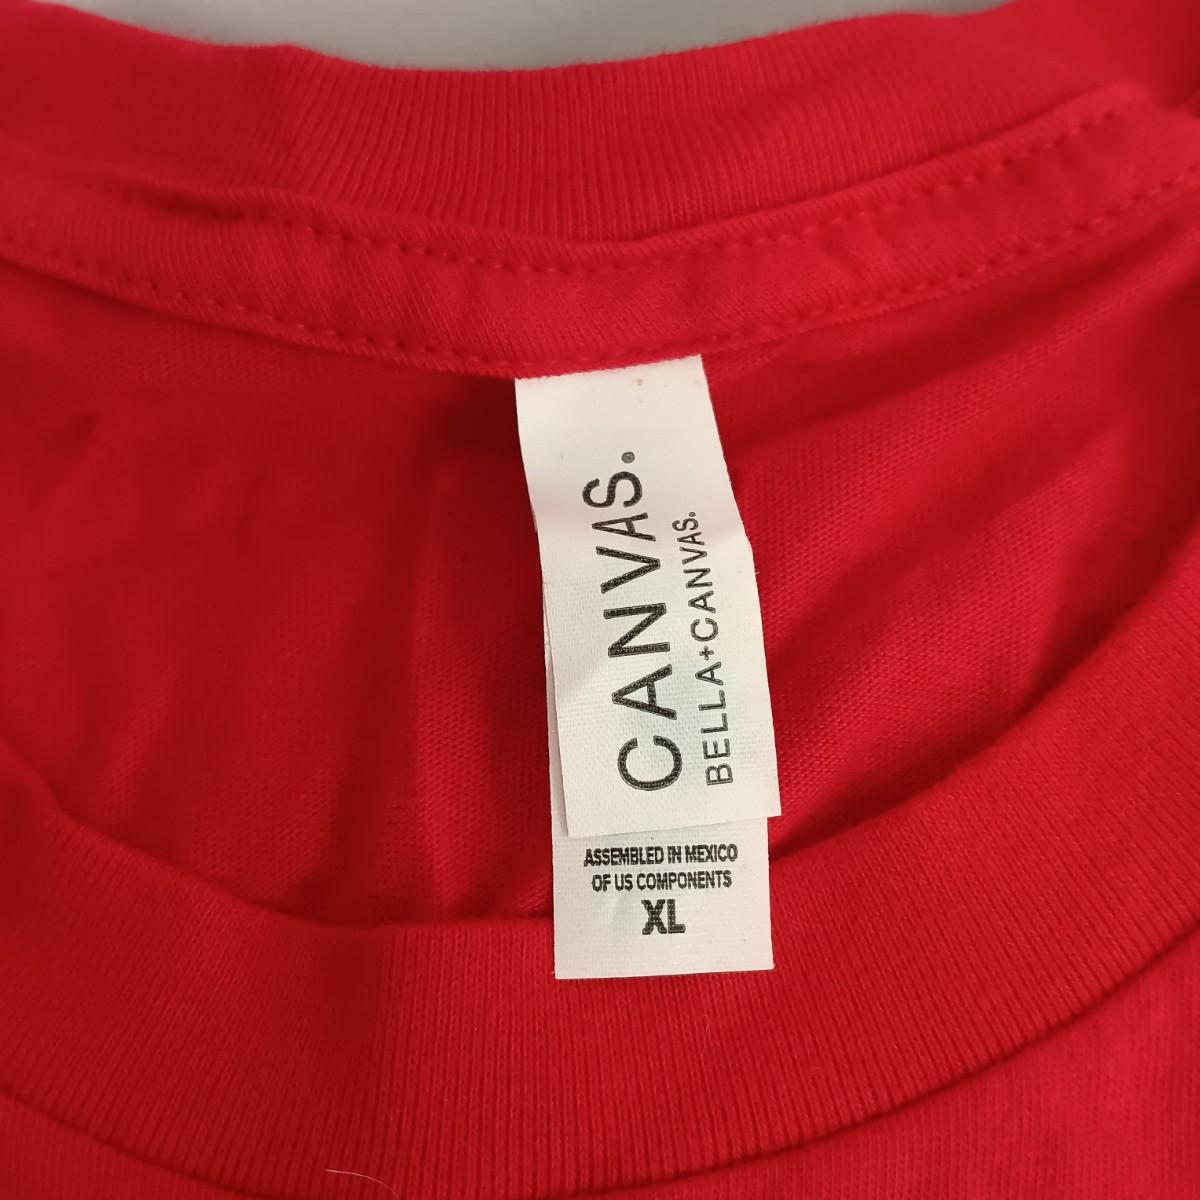 CANVAS.
BELLA+CANVAS.
ASSEMBLED IN MEXICO
OF US COMPONENTS
XL